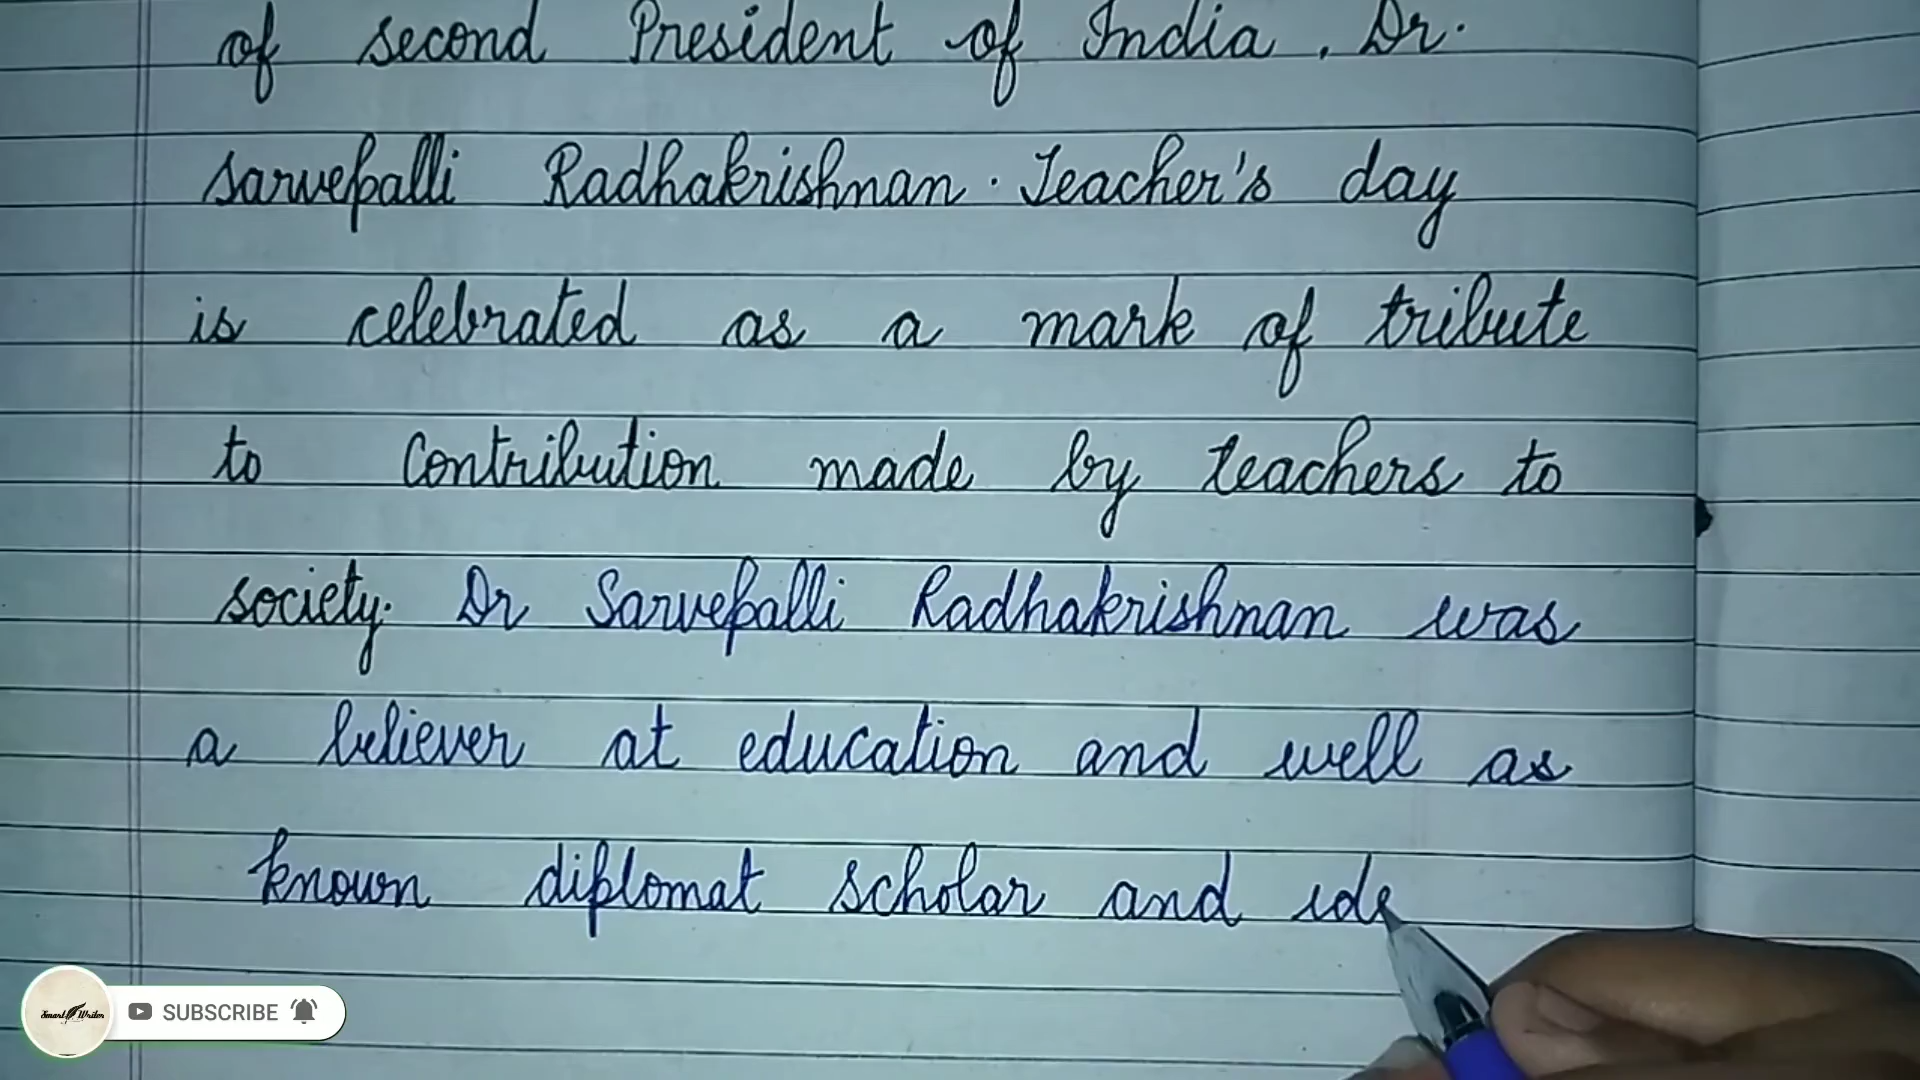 of second President of India, Dr.
sarvepalli Radhakrishnan. Teacher's day
is celebrated as a mark of tribute
to Contribution made by teachers to
society. Dr Sarvepalli Radhakrishnan was
a believer at education and well as
known diplomat scholar and ide
Smart Writer
SUBSCRIBE